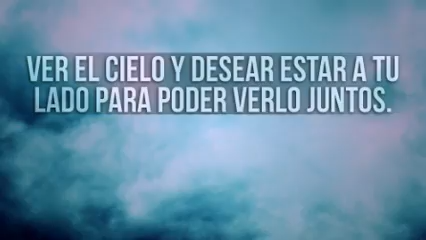 VER EL CIELO Y DESEAR ESTAR A TU
LADO PARA PODER VERLO JUNTOS.